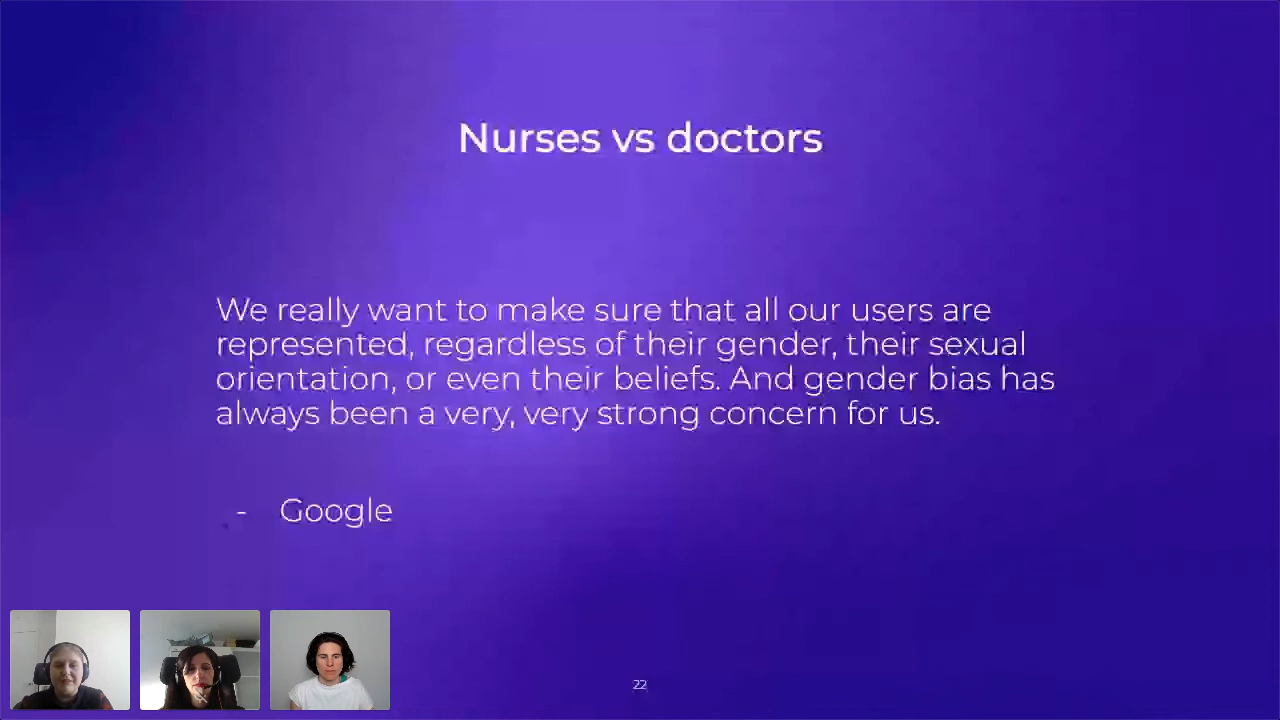 Nurses vs doctors
We really want to make sure that all our users are
represented, regardless of their gender, their sexual
orientation, or even their beliefs. And gender bias has
always been a very, very strong concern for us.
- Google
22